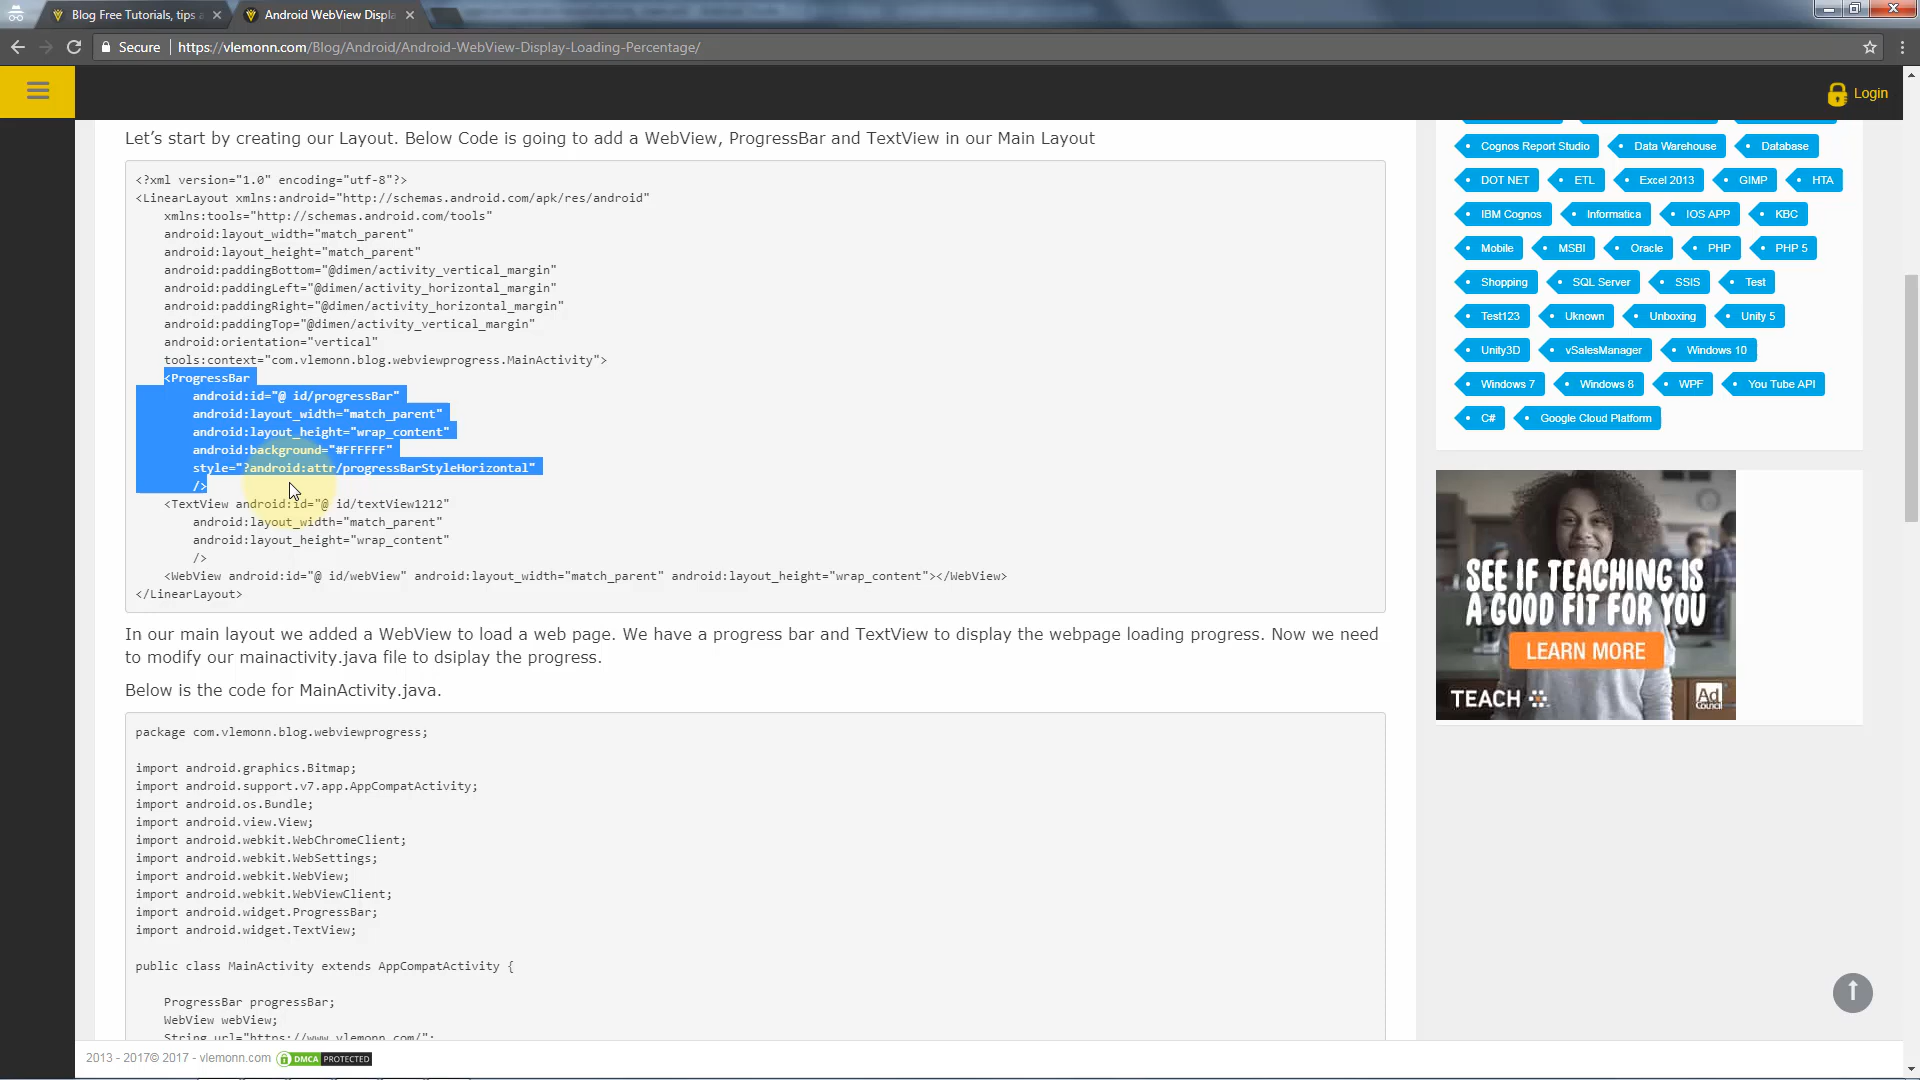 Blog Free Tutorials, tips a
Android WebView Displa
Secure
https://vlemonn.com/Blog/Android/Android-WebView-Display-Loading-Percentage/
Login
Let’s start by creating our Layout. Below Code is going to add a WebView, ProgressBar and TextView in our Main Layout
<?xml version="1.0" encoding="utf-8"?>
<LinearLayout xmlns:android="http://schemas.android.com/apk/res/android"
xmlns:tools="http://schemas.android.com/tools"
android:layout_width="match_parent"
android:layout_height="match_parent"
android:paddingBottom="@dimen/activity_vertical_margin"
android:paddingLeft="@dimen/activity_horizontal_margin"
android:paddingRight="@dimen/activity_horizontal_margin"
android:paddingTop="@dimen/activity_vertical_margin"
android:orientation="vertical"
tools:context="com.vlemonn.blog.webviewprogress.MainActivity">
<ProgressBar
android:id="@ id/progressBar"
android:layout_width="match_parent"
android:layout_height="wrap_content"
android:background="#FFFFFF"
style="?android:attr/progressBarStyleHorizontal"
/>
<TextView android:id="@ id/textView1212"
android:layout_width="match_parent"
android:layout_height="wrap_content"
/>
<WebView android:id="@ id/webView" android:layout_width="match_parent" android:layout_height="wrap_content"></WebView>
</LinearLayout>
In our main layout we added a WebView to load a web page. We have a progress bar and TextView to display the webpage loading progress. Now we need
to modify our mainactivity.java file to dsiplay the progress.
Below is the code for MainActivity.java.
package com.vlemonn.blog.webviewprogress;
import android.graphics.Bitmap;
import android.support.v7.app.AppCompatActivity;
import android.os.Bundle;
import android.view.View;
import android.webkit.WebChromeClient;
import android.webkit.WebSettings;
import android.webkit.WebView;
import android.webkit.WebViewClient;
import android.widget.ProgressBar;
import android.widget.TextView;
public class MainActivity extends AppCompatActivity {
ProgressBar progressBar;
WebView webView;
String url="https://www.vlemonn.com/";
Cognos Report Studio
Data Warehouse
Database
DOT NET
ETL
Excel 2013
GIMP
HTA
IBM Cognos
Informatica
IOS APP
KBC
Mobile
MSBI
Oracle
PHP
PHP 5
Shopping
SQL Server
SSIS
Test
Test123
Uknown
Unboxing
Unity 5
Unity3D
vSalesManager
Windows 10
Windows 7
Windows 8
WPF
You Tube API
C#
Google Cloud Platform
SEE IF TEACHING IS
A GOOD FIT FOR YOU
LEARN MORE
TEACH
Ad
Council
2013 - 2017© 2017 - vlemonn.com
DMCA PROTECTED